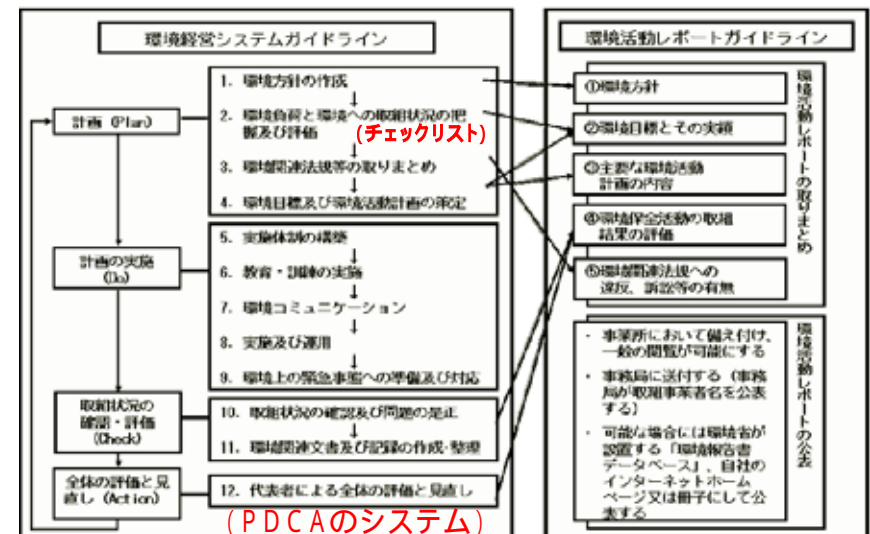 環境経営システムガイドライン
計画 (Plan)
1. 環境方針の作成
2. 環境負荷と環境への取組状況の把
握及び評価
(チェックリスト)
3. 環境関連法規等の取りまとめ
4. 環境目標及び環境活動計画の策定
計画の実施
(Do)
5. 実施体制の構築
6. 教育・訓練の実施
7. 環境コミュニケーション
8. 実施及び運用
9. 環境上の緊急事態への準備及び対応
取組状況の
確認・評価
(Check)
10. 取組状況の確認及び問題の是正
11. 環境関連文書及び記録の作成・整理
全体の評価と見
直し (Action)
12. 代表者による全体の評価と見直し
(PDCAのシステム)
環境活動レポートガイドライン
①環境方針
②環境目標とその実績
③主要な環境活動
計画の内容
④環境保全活動の取組
結果の評価
⑤環境関連法規への
違反、訴訟等の有無
環境活動レポートの取りまとめ
・ 事業所において備え付け、
一般の閲覧が可能にする
・ 事務局に送付する（事務
局が取組事業者名を公表
する）
・ 可能な場合には環境省が
設置する「環境報告書
データベース」、自社の
インターネットホーム
ページ又は冊子にして公
表する
環境活動レポートの公表